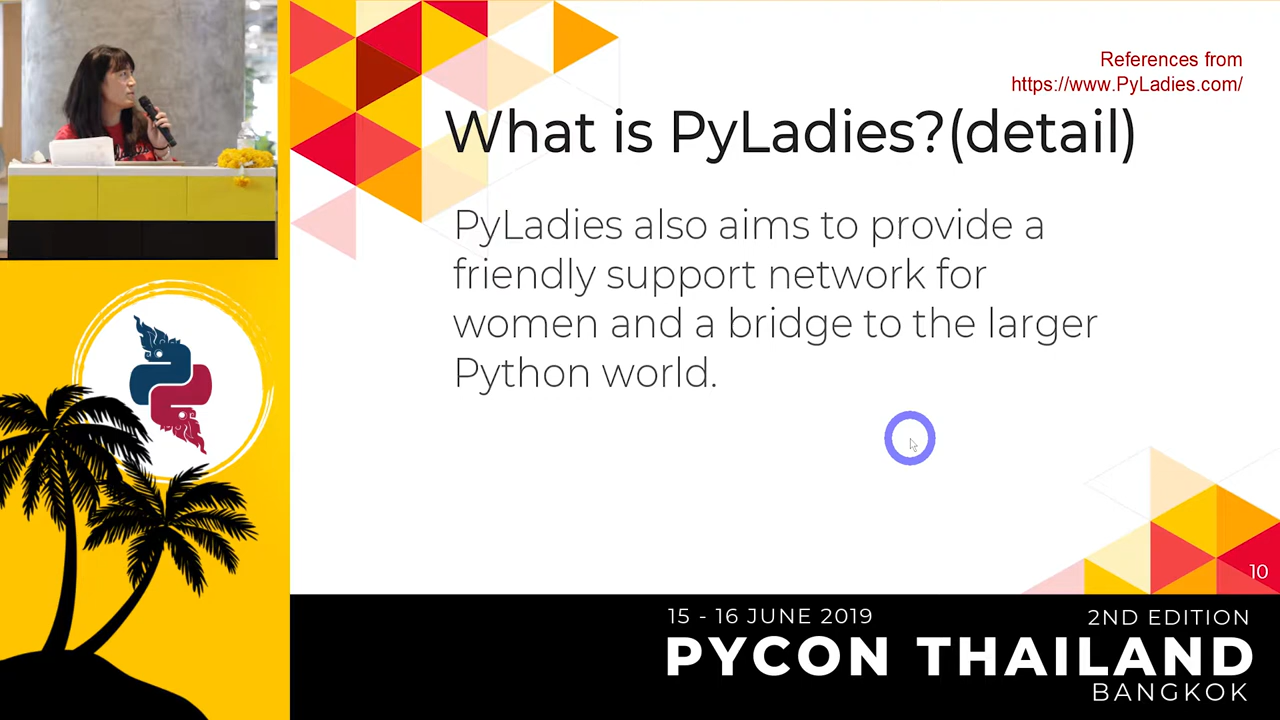 References from
https://www.PyLadies.com/
What is PyLadies?(detail)
PyLadies also aims to provide a
friendly support network for
women and a bridge to the larger
Python world.
10
15 - 16 JUNE 2019
2ND EDITION
PYCON THAILAND
BANGKOK